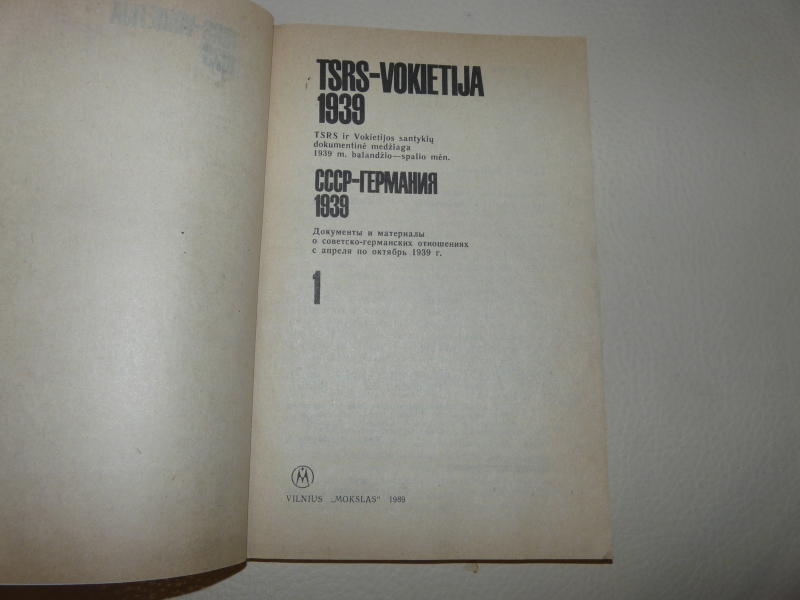 TSRS-VOKIETIJA
1939
TSRS ir Vokietijos santykių
dokumentinė medžiaga
1939 m. balandžio—spalio mėn.
СССР-ГЕРМАНИЯ
1939
Документы и материалы
о советско-германских отношениях
с апреля по октябрь 1939 г.
1
M
VILNIUS „MOKSLAS“ 1989